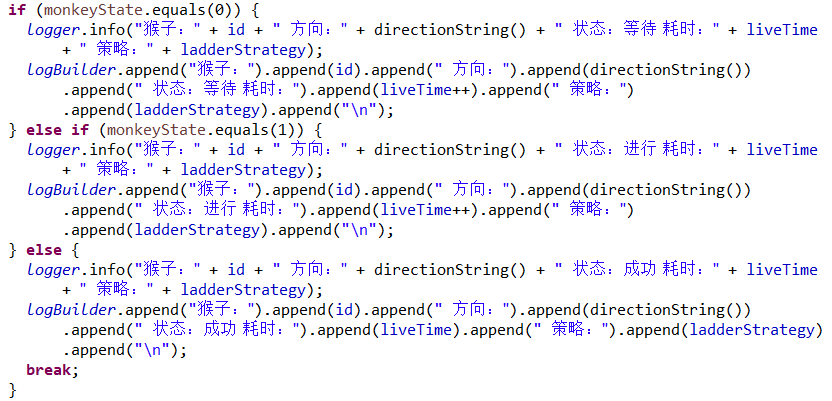 if (monkeyState.equals(0)) {
logger.info("猴子：" + id + " 方向：" + directionString() + " 状态：等待 耗时：" + liveTime
+ " 策略：" + ladderStrategy);
logBuilder.append("猴子：").append(id).append(" 方向：").append(directionString())
.append(" 状态：等待 耗时：").append(liveTime++).append(" 策略：")
.append(ladderStrategy).append("\n");
} else if (monkeyState.equals(1)) {
logger.info("猴子：" + id + " 方向：" + directionString() + " 状态：进行 耗时：" + liveTime
+ " 策略：" + ladderStrategy);
logBuilder.append("猴子：").append(id).append(" 方向：").append(directionString())
.append(" 状态：进行 耗时：").append(liveTime++).append(" 策略：")
.append(ladderStrategy).append("\n");
} else {
logger.info("猴子：" + id + " 方向：" + directionString() + " 状态：成功 耗时：" + liveTime
+ " 策略：" + ladderStrategy);
logBuilder.append("猴子：").append(id).append(" 方向：").append(directionString())
.append(" 状态：成功 耗时：").append(liveTime).append(" 策略：").append(ladderStrategy)
.append("\n");
break;
}